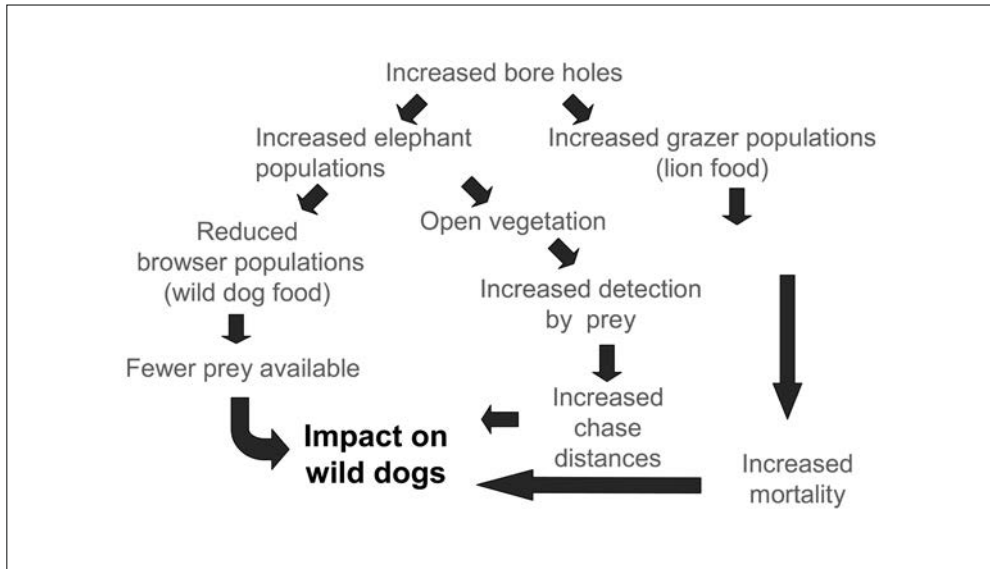 Increased bore holes
Increased elephant
populations
Increased grazer populations
(lion food)
Reduced
browser populations
(wild dog food)
Open vegetation
Increased detection
by prey
Fewer prey available
Increased
chase
distances
Impact on
wild dogs
Increased
mortality